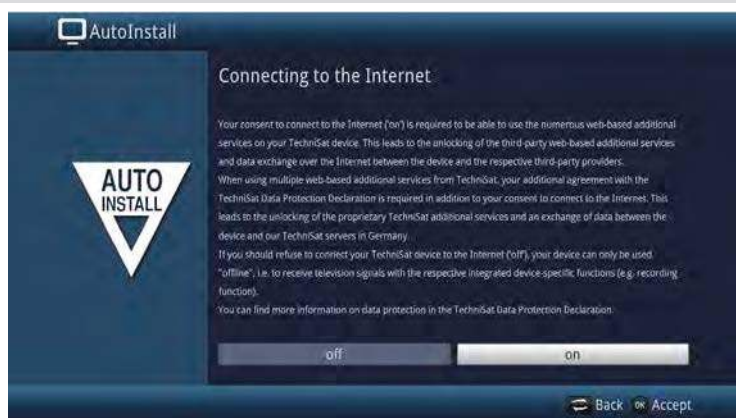 AutoInstall
Connecting to the Internet
Your consent to connect to the Internet ('on') is required to be able to use the numerous web-based additional
services on your TechniSat device. This leads to the unlocking of the third-party web-based additional services
and data exchange over the Internet between the device and the respective third-party providers.
When using multiple web-based additional services from TechniSat, your additional agreement with the
TechniSat Data Protection Declaration is required in addition to your consent to connect to the Internet. This
leads to the unlocking of the proprietary TechniSat additional services and an exchange of data between the
device and our TechniSat servers in Germany.
If you should refuse to connect your TechniSat device to the Internet ('off'), your device can only be used
"offline", i.e. to receive television signals with the respective integrated device-specific functions (e.g. recording
function).
You can find more information on data protection in the TechniSat Data Protection Declaration.
AUTO
INSTALL
off on
Back OK Accept